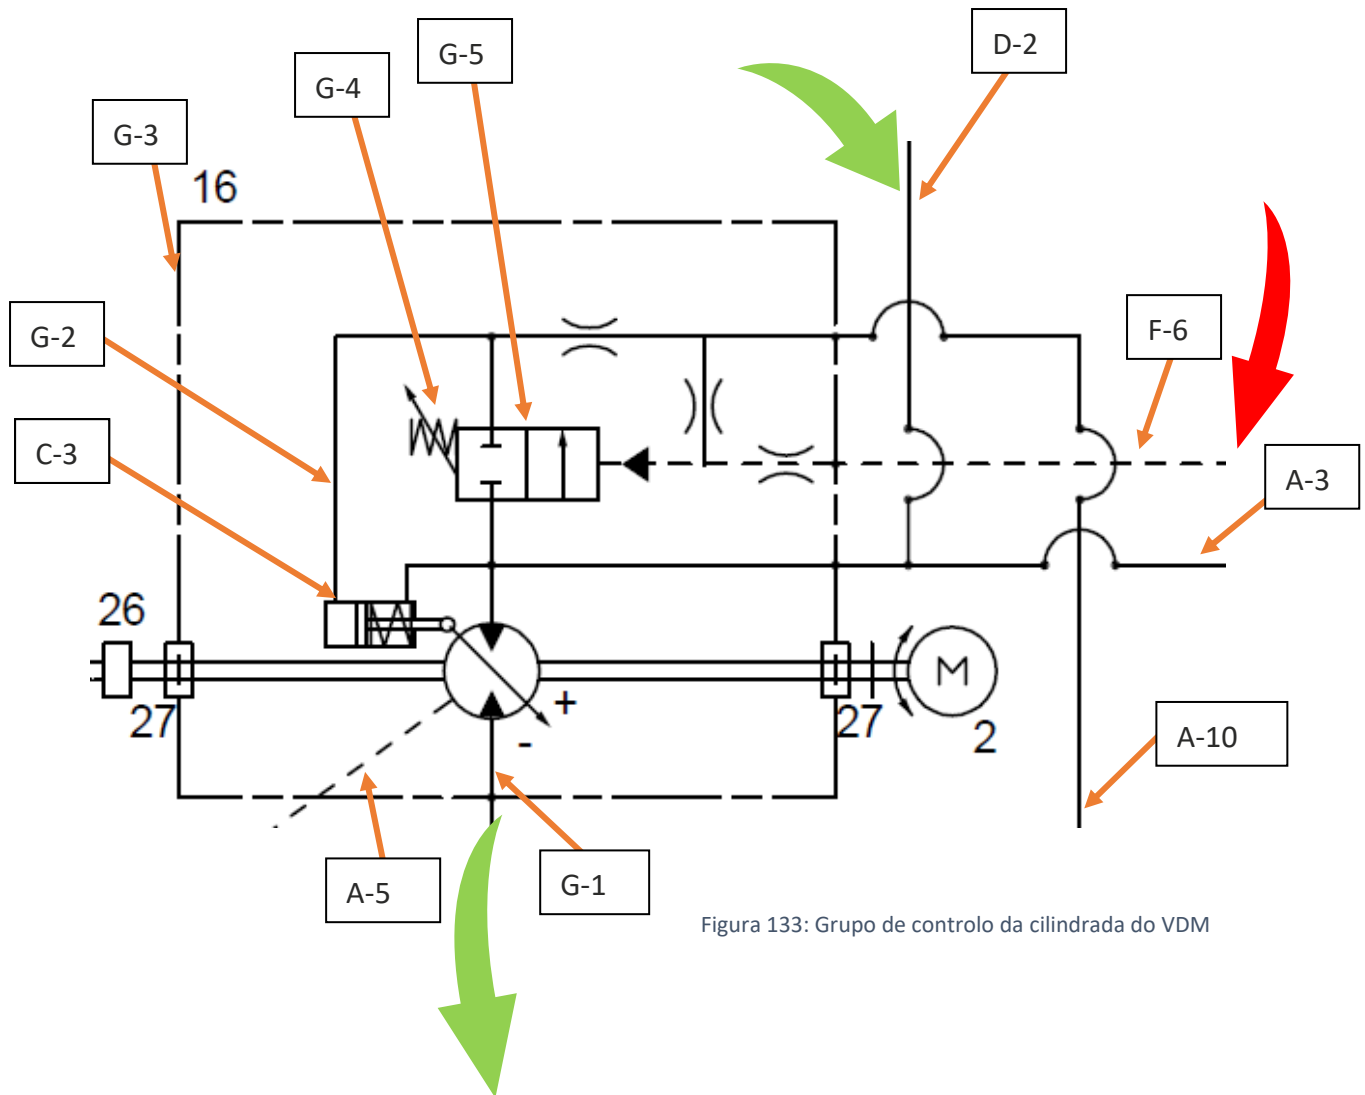 D-2
G-5
G-4
G-3
16
G-2
F-6
C-3
A-3
26
M
+
27
-
27
2
A-10
A-5
G-1
Figura 133: Grupo de controlo da cilindrada do VDM